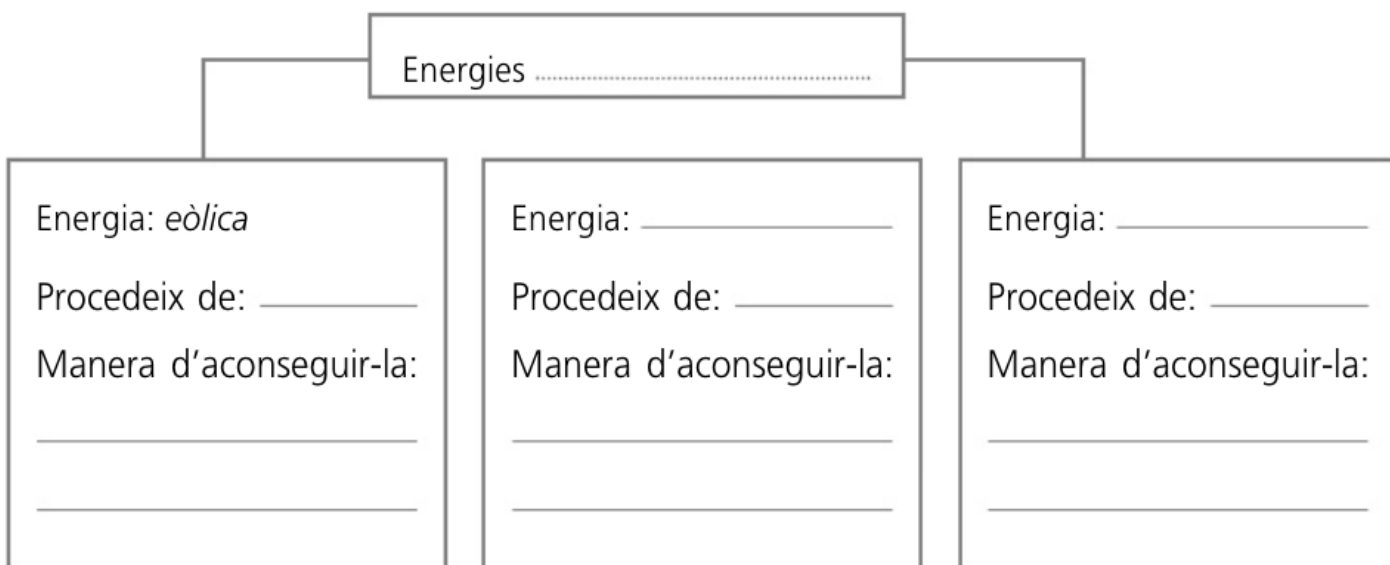 Energies ........................................................
Energia: eòlica
Procedeix de: 
Manera d'aconseguir-la:
Energia: 
Procedeix de: 
Manera d'aconseguir-la:
Energia: 
Procedeix de: 
Manera d'aconseguir-la: